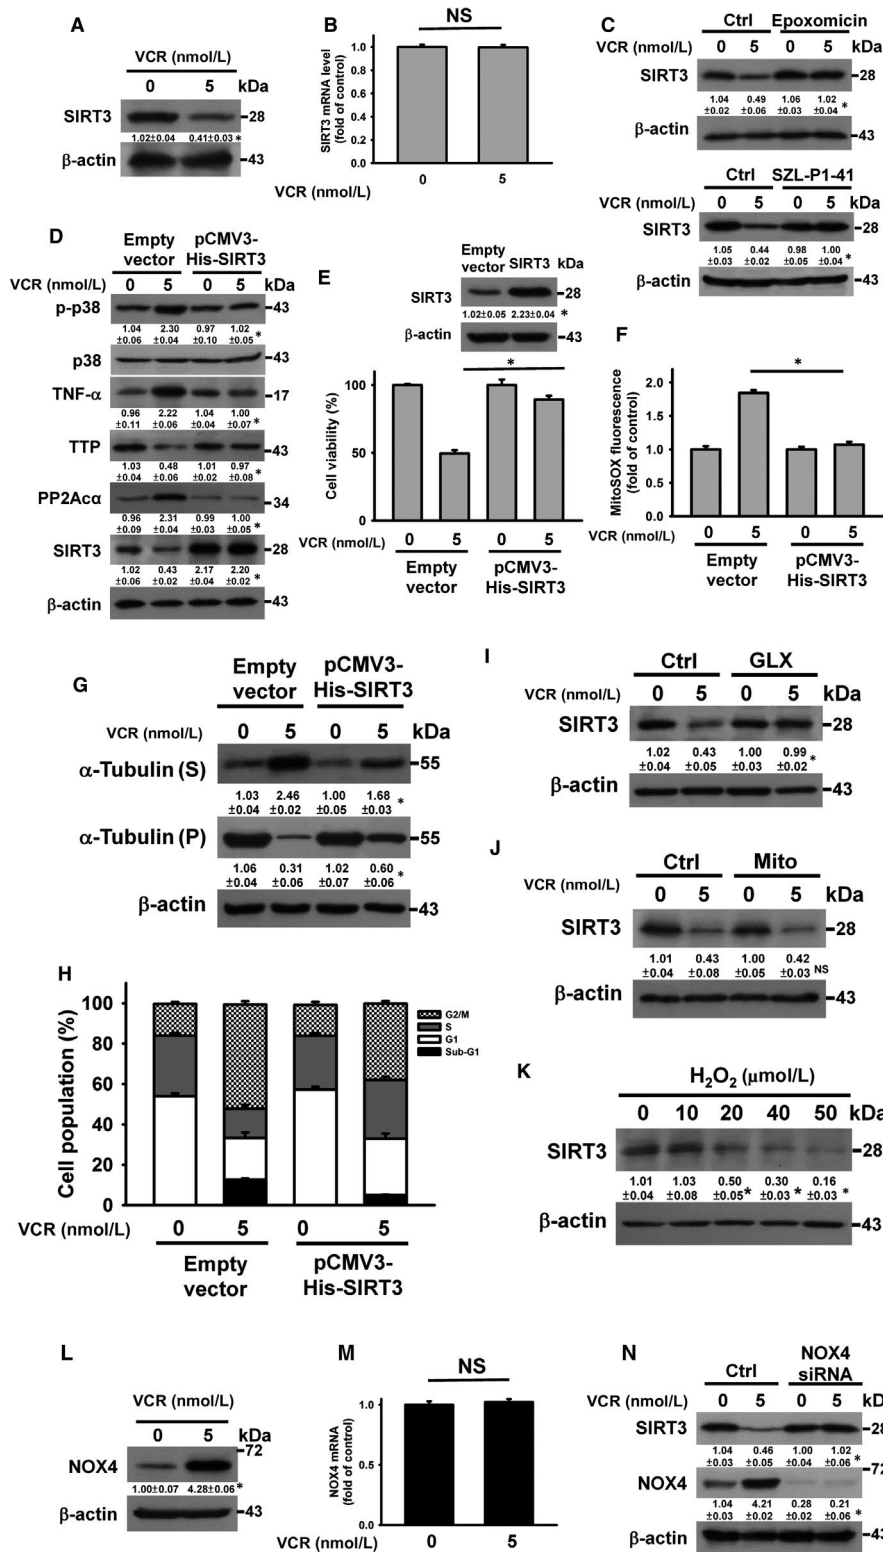 A
VCR (nmol/L)
0 5 kDa
SIRT3 28
1.02±0.04 0.41±0.03 *
β-actin 43
B
NS
SIRT3 mRNA level
(fold of control)
1.0
0.8
0.6
0.4
0.2
0.0
0 5
VCR (nmol/L)
C
Ctrl Epoxomicin
VCR (nmol/L) 0 5 0 5 kDa
SIRT3 28
1.04 0.49 1.06 1.02
±0.02 ±0.06 ±0.03 ±0.04 *
β-actin 43
Ctrl SZL-P1-41
VCR (nmol/L) 0 5 0 5 kDa
SIRT3 28
1.05 0.44 0.98 1.00
±0.03 ±0.02 ±0.05 ±0.04 *
β-actin 43
D
Empty pCMV3-
vector His-SIRT3
VCR (nmol/L) 0 5 0 5 kDa
p-p38 43
1.04 2.30 0.97 1.02
±0.06 ±0.04 ±0.10 ±0.05 *
p38 43
TNF-α 17
0.96 2.22 1.04 1.00
±0.11 ±0.06 ±0.04 ±0.07 *
TTP 43
1.03 0.48 1.01 0.97
±0.04 ±0.06 ±0.02 ±0.08 *
PP2Acα 34
0.96 2.31 0.99 1.00
±0.09 ±0.04 ±0.03 ±0.05 *
SIRT3 28
1.02 0.43 2.17 2.20
±0.06 ±0.02 ±0.04 ±0.02 *
β-actin 43
E
Empty
vector SIRT3 kDa
SIRT3 28
1.02±0.05 2.23±0.04 *
β-actin 43
*
Cell viability (%)
100
50
0
VCR (nmol/L) 0 5 0 5
Empty pCMV3-
vector His-SIRT3
F
*
MitoSOX fluorescence
(fold of control)
2.0
1.5
1.0
0.5
0.0
VCR (nmol/L) 0 5 0 5
Empty pCMV3-
vector His-SIRT3
G
Empty pCMV3-
vector His-SIRT3
VCR (nmol/L) 0 5 0 5 kDa
α-Tubulin (S) 55
1.03 2.46 1.00 1.68
±0.04 ±0.02 ±0.05 ±0.03 *
α-Tubulin (P) 55
1.06 0.31 1.02 0.60
±0.04 ±0.06 ±0.07 ±0.06 *
β-actin 43
H
Cell population (%)
100
80
60
40
20
0
G2/M
S
G1
Sub-G1
VCR (nmol/L) 0 5 0 5
Empty pCMV3-
vector His-SIRT3
I
Ctrl GLX
VCR (nmol/L) 0 5 0 5 kDa
SIRT3 28
1.02 0.43 1.00 0.99
±0.04 ±0.05 ±0.03 ±0.02 *
β-actin 43
J
Ctrl Mito
VCR (nmol/L) 0 5 0 5 kDa
SIRT3 28
1.01 0.43 1.00 0.42
±0.04 ±0.08 ±0.05 ±0.03 NS
β-actin 43
K
H₂O₂ (μmol/L)
0 10 20 40 50 kDa
SIRT3 28
1.01 1.03 0.50 0.30 0.16
±0.04 ±0.08 ±0.05 * ±0.03 * ±0.03 *
β-actin 43
L
VCR (nmol/L)
0 5 kDa
72
NOX4
1.00±0.07 4.28±0.06 *
β-actin 43
M
NS
NOX4 mRNA
(fold of control)
1.0
0.5
0.0
0 5
VCR (nmol/L)
N
NOX4
Ctrl siRNA
VCR (nmol/L) 0 5 0 5 kD
SIRT3 28
1.04 0.46 1.00 1.02
±0.03 ±0.05 ±0.04 ±0.06 *
72
NOX4
1.04 4.21 0.28 0.21
±0.03 ±0.02 ±0.02 ±0.06 *
β-actin 43